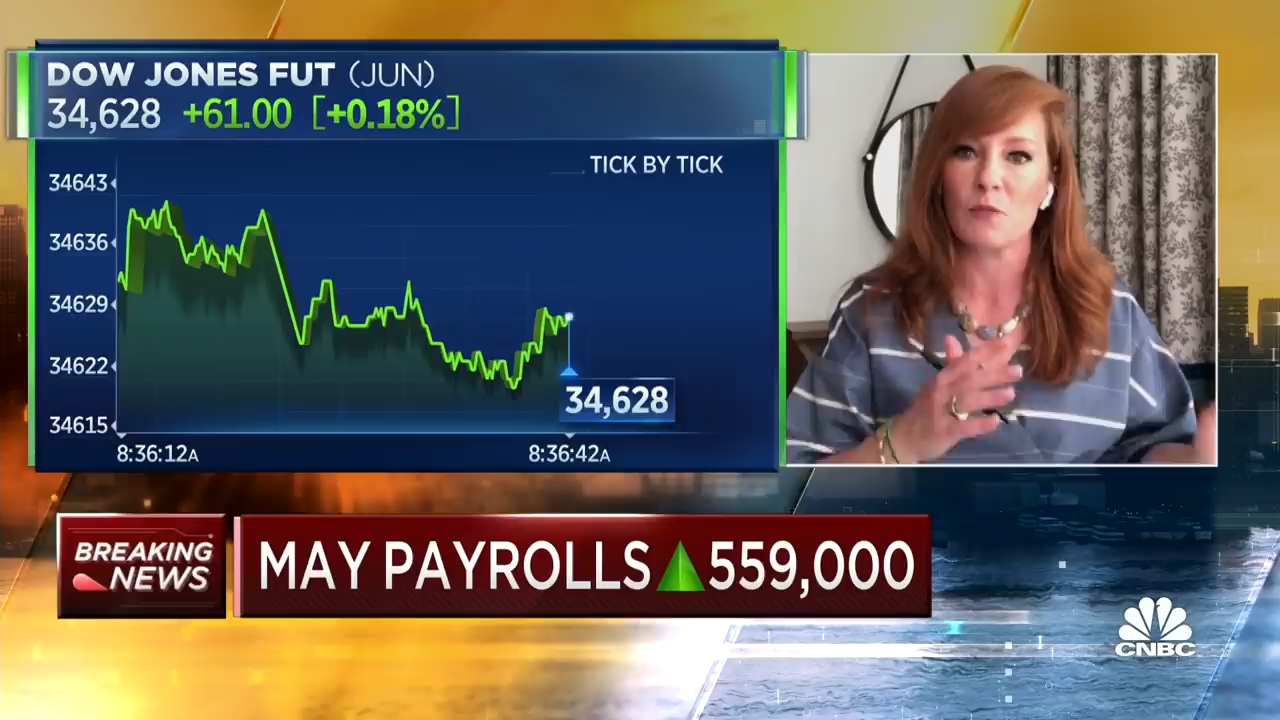 DOW JONES FUT (JUN)
34,628 +61.00 [+0.18%]
TICK BY TICK
34643
34636
34629
34622
34615
34,628
8:36:12A
8:36:42A
BREAKING
NEWS
MAY PAYROLLS ▲559,000
CNBC